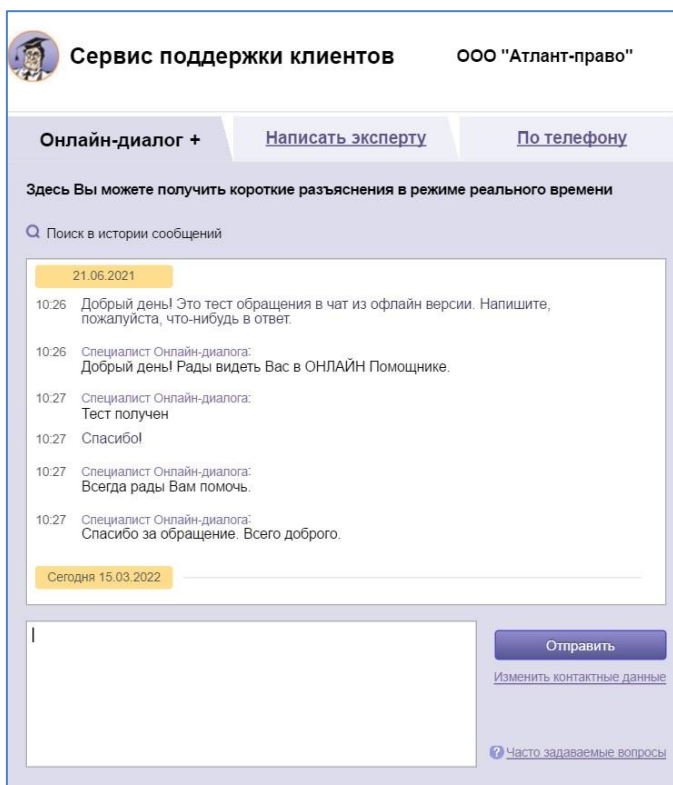 Сервис поддержки клиентов
ООО "Атлант-право"
Онлайн-диалог +
Написать эксперту
По телефону
Здесь Вы можете получить короткие разъяснения в режиме реального времени
Поиск в истории сообщений
21.06.2021
10:26 Добрый день! Это тест обращения в чат из офлайн версии. Напишите,
пожалуйста, что-нибудь в ответ.
10:26 Специалист Онлайн-диалога:
Добрый день! Рады видеть Вас в ОНЛАЙН Помощнике.
10:27 Специалист Онлайн-диалога:
Тест получен
10:27 Спасибо!
10:27 Специалист Онлайн-диалога:
Всегда рады Вам помочь.
10:27 Специалист Онлайн-диалога:
Спасибо за обращение. Всего доброго.
Сегодня 15.03.2022
Отправить
Изменить контактные данные
? Часто задаваемые вопросы